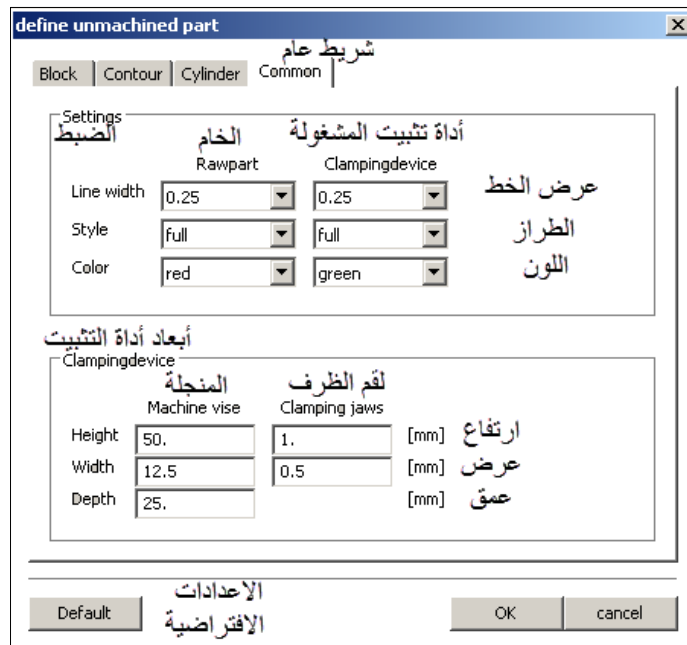 define unmachined part
شريط عام
Block Contour Cylinder Common
Settings
الضبط الخام أداة تثبيت المشغولة
Rawpart Clampingdevice
Line width 0.25 0.25 عرض الخط
Style full full الطراز
Color red green اللون
أبعاد أداة التثبيت
Clampingdevice
المنجلة لقم الظرف
Machine vise Clamping jaws
Height 50. 1. [mm] ارتفاع
Width 12.5 0.5 [mm] عرض
Depth 25. [mm] عمق
الاعدادات
Default OK cancel
الافتراضية